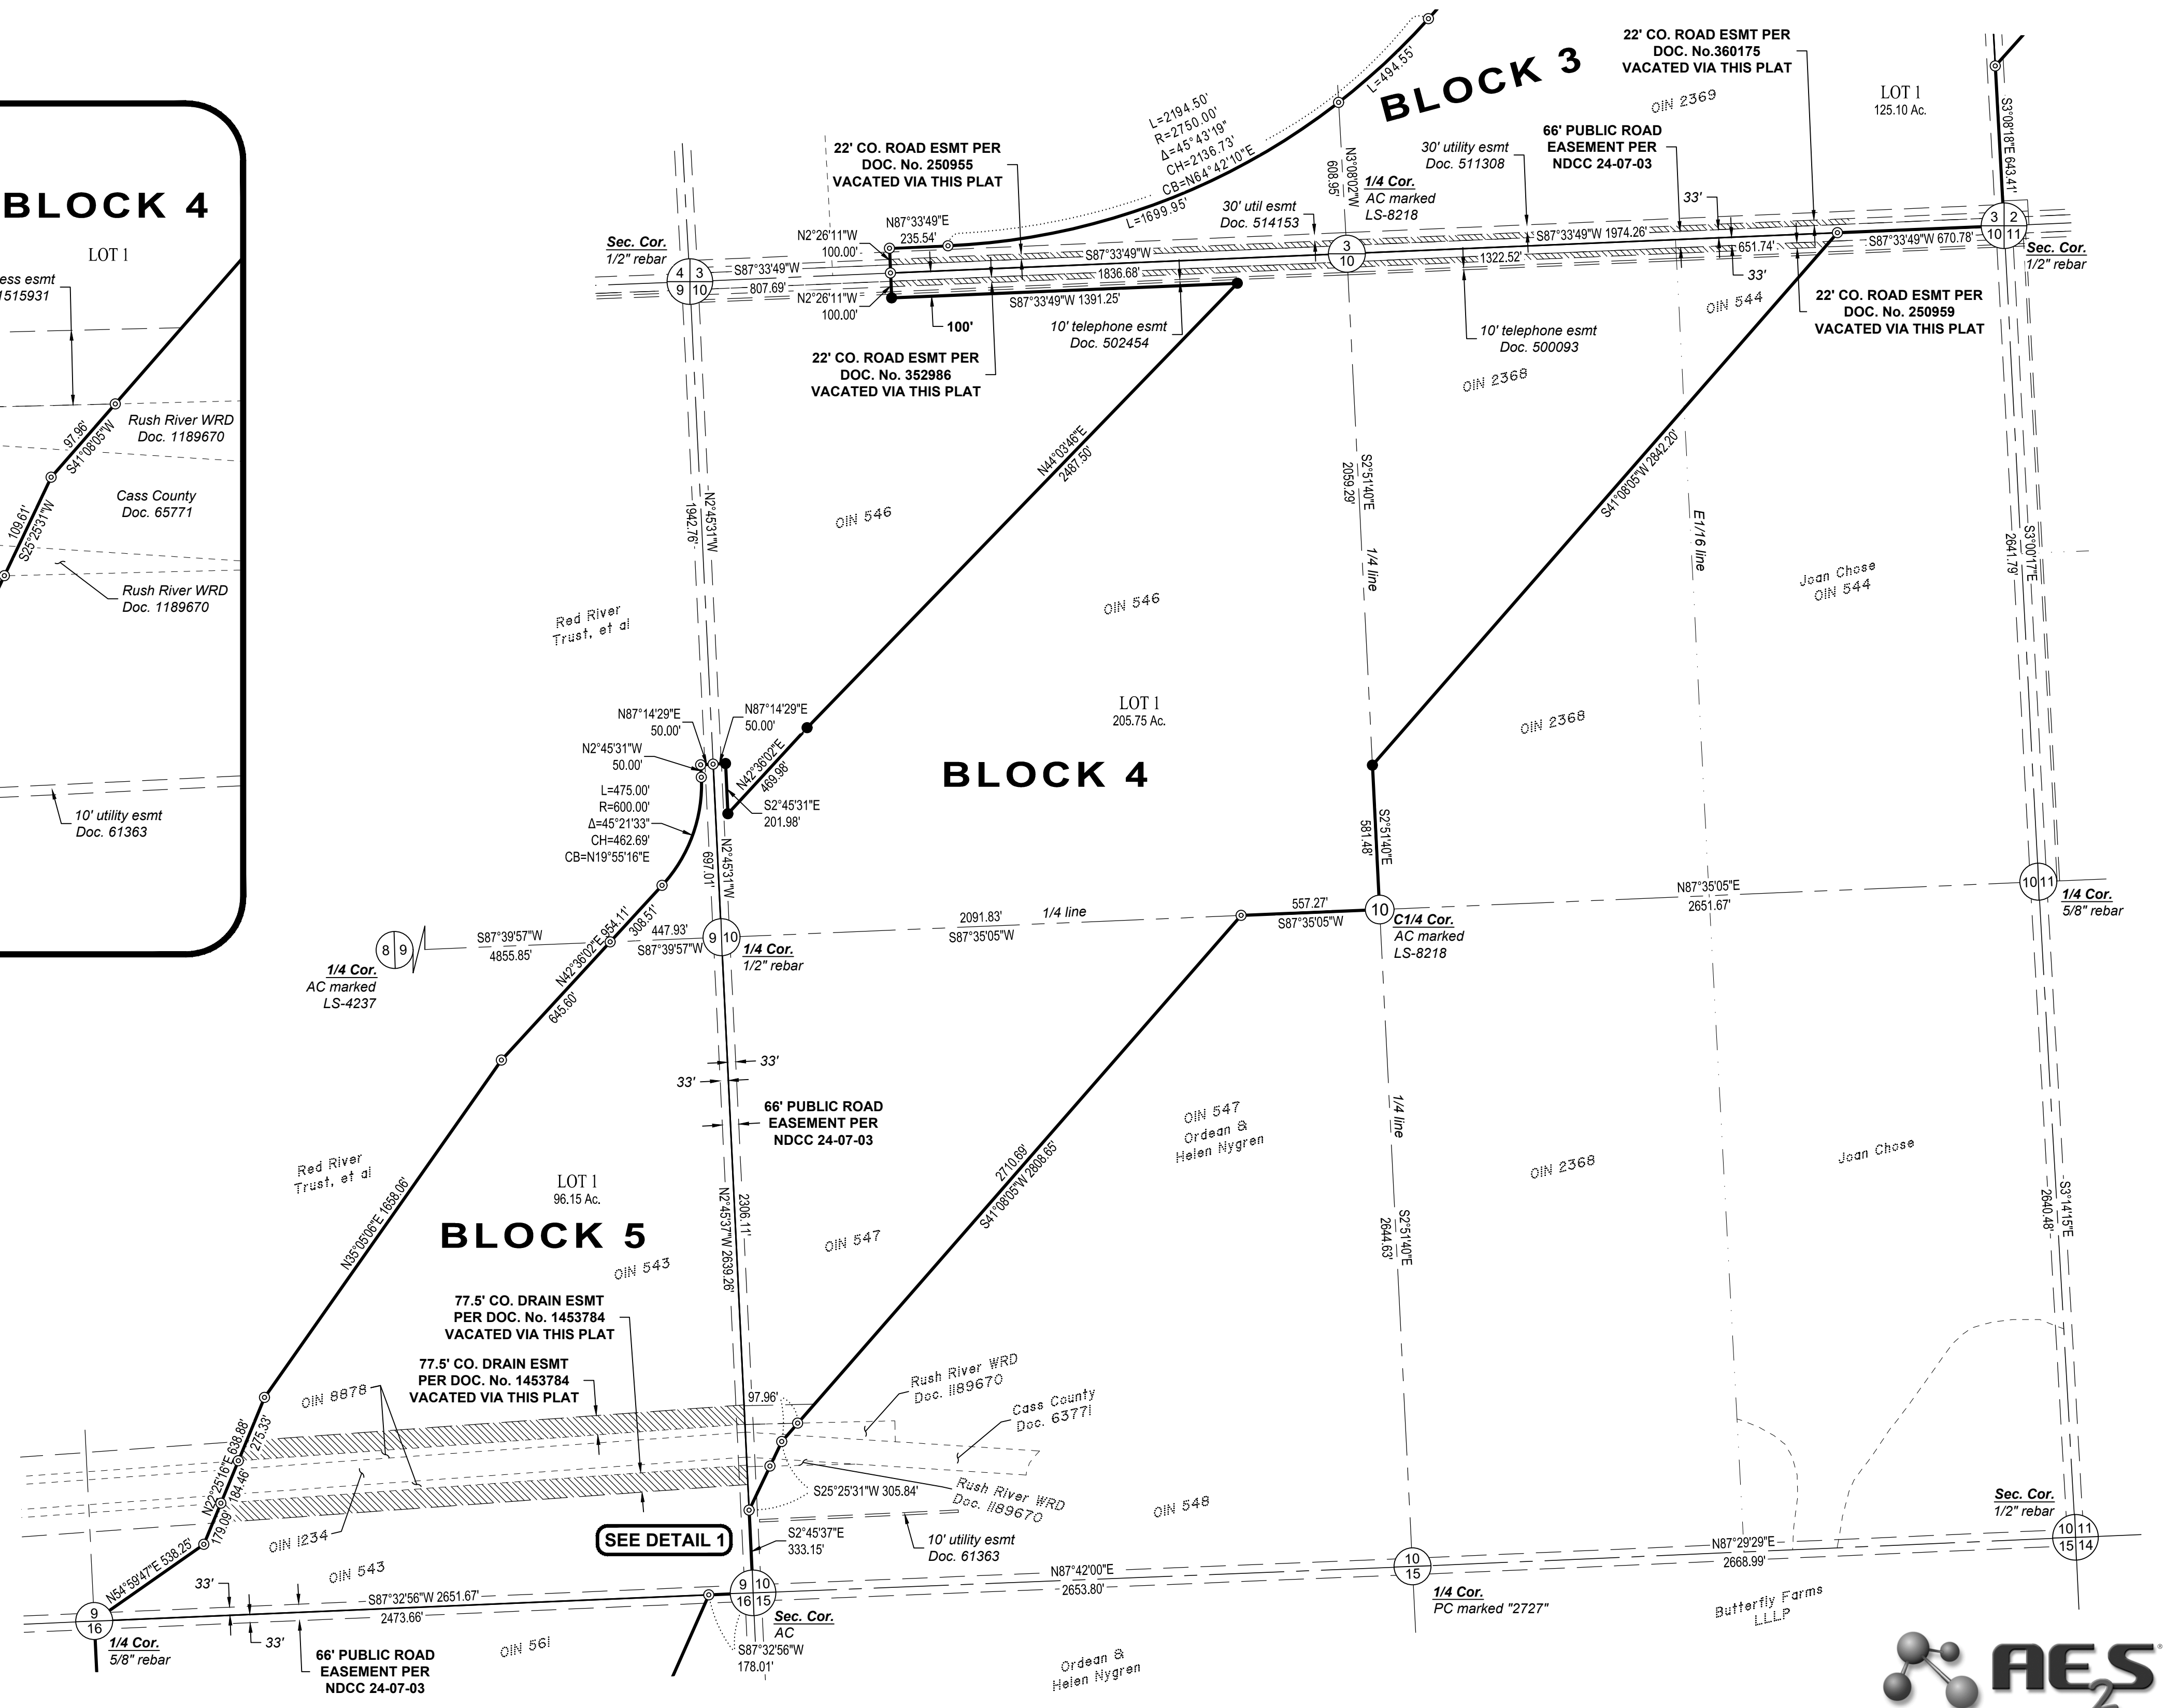 BLOCK 4
LOT 1
ess esmt
1515931
97.96'
S41°08'05"W
Rush River WRD
Doc. 1189670
109.61'
S25°25'31"W
Cass County
Doc. 65771
Rush River WRD
Doc. 1189670
10' utility esmt
Doc. 61363
BLOCK 3
L=494.55'
L=2194.50'
R=2750.00'
Δ=45°43'19"
CH=2136.73'
CB=N64°42'10"E
L=1699.95'
22' CO. ROAD ESMT PER
DOC. No.360175
VACATED VIA THIS PLAT
OIN 2369
LOT 1
125.10 Ac.
S3°08'18"E 643.41'
22' CO. ROAD ESMT PER
DOC. No. 250955
VACATED VIA THIS PLAT
N87°33'49"E
235.54'
N2°26'11"W
100.00'
Sec. Cor.
1/2" rebar
4 3
9 10
S87°33'49"W
807.69'
N2°26'11"W
100.00'
30' util esmt
Doc. 514153
N3°08'02"W
608.95'
1/4 Cor.
AC marked
LS-8218
3
10
30' utility esmt
Doc. 511308
66' PUBLIC ROAD
EASEMENT PER
NDCC 24-07-03
33'
S87°33'49"W
1836.68'
S87°33'49"W 1974.26'
1322.52'
651.74'
33'
S87°33'49"W 670.78'
3 2
10 11
Sec. Cor.
1/2" rebar
S87°33'49"W 1391.25'
100'
10' telephone esmt
Doc. 502454
22' CO. ROAD ESMT PER
DOC. No. 352986
VACATED VIA THIS PLAT
10' telephone esmt
Doc. 500093
OIN 544
22' CO. ROAD ESMT PER
DOC. No. 250959
VACATED VIA THIS PLAT
OIN 2368
N44°03'46"E
2487.50'
S41°08'05"W 2842.20'
N2°45'31"W
1942.76'
OIN 546
S2°51'40"E
2059.29'
1/4 line
E1/16 line
S3°00'17"E
2641.79'
Joan Chose
OIN 544
Red River
Trust, et al
OIN 546
LOT 1
205.75 Ac.
BLOCK 4
OIN 2368
N87°14'29"E
50.00'
N87°14'29"E
50.00'
N2°45'31"W
50.00'
N42°36'02"E
469.98'
S2°45'31"E
201.98'
L=475.00'
R=600.00'
Δ=45°21'33"
CH=462.69'
CB=N19°55'16"E
697.01'
N2°45'31"W
S2°51'40"E
581.48'
N42°36'02"E 954.11'
308.51'
645.60'
8 9
1/4 Cor.
AC marked
LS-4237
S87°39'57"W
4855.85'
447.93'
S87°39'57"W
9 10
1/4 Cor.
1/2" rebar
2091.83'
S87°35'05"W
1/4 line
557.27'
S87°35'05"W
10
C1/4 Cor.
AC marked
LS-8218
N87°35'05"E
2651.67'
10 11
1/4 Cor.
5/8" rebar
33'
33'
66' PUBLIC ROAD
EASEMENT PER
NDCC 24-07-03
OIN 547
Ordean &
Helen Nygren
1/4 line
OIN 2368
Joan Chose
Red River
Trust, et al
N35°05'06"E 1658.06'
LOT 1
96.15 Ac.
BLOCK 5
OIN 543
2306.11'
N2°45'37"W 2639.26'
OIN 547
2710.69'
S41°08'05"W 2808.65'
S2°51'40"E
2644.63'
S3°14'15"E
2640.48'
77.5' CO. DRAIN ESMT
PER DOC. No. 1453784
VACATED VIA THIS PLAT
77.5' CO. DRAIN ESMT
PER DOC. No. 1453784
VACATED VIA THIS PLAT
OIN 8878
N22°25'16"E 638.88'
275.33'
184.46'
179.09'
97.96'
Rush River WRD
Doc. 1189670
Cass County
Doc. 63771
Rush River WRD
Doc. 1189670
S25°25'31"W 305.84'
OIN 548
OIN 1234
SEE DETAIL 1
S2°45'37"E
333.15'
10' utility esmt
Doc. 61363
N54°59'47"E 538.25'
OIN 543
33'
S87°32'56"W 2651.67'
2473.66'
33'
9
16
1/4 Cor.
5/8" rebar
66' PUBLIC ROAD
EASEMENT PER
NDCC 24-07-03
OIN 561
9 10
16 15
Sec. Cor.
AC
S87°32'56"W
178.01'
N87°42'00"E
2653.80'
Ordean &
Helen Nygren
10
15
1/4 Cor.
PC marked "2727"
N87°29'29"E
2668.99'
Sec. Cor.
1/2" rebar
10 11
15 14
Butterfly Farms
LLLP
AE2S